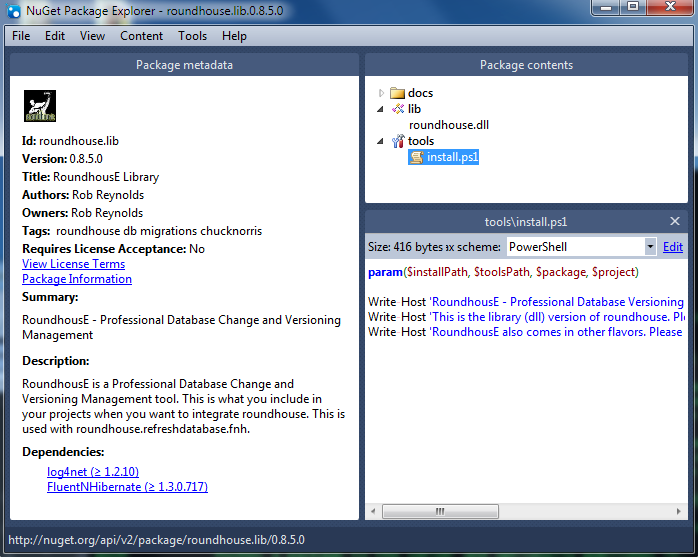 NuGet Package Explorer - roundhouse.lib.0.8.5.0
File Edit View Content Tools Help
Package metadata
Id: roundhouse.lib
Version: 0.8.5.0
Title: RoundhousE Library
Authors: Rob Reynolds
Owners: Rob Reynolds
Tags: roundhouse db migrations chucknorris
Requires License Acceptance: No
View License Terms
Package Information
Summary:
RoundhousE - Professional Database Change and Versioning
Management
Description:
RoundhousE is a Professional Database Change and
Versioning Management tool. This is what you include in
your projects when you want to integrate roundhouse. This is
used with roundhouse.refreshdatabase.fnh.
Dependencies:
log4net (≥ 1.2.10)
FluentNHibernate (≥ 1.3.0.717)
Package contents
docs
lib
roundhouse.dll
tools
install.ps1
tools\install.ps1
Size: 416 bytes ıx scheme: PowerShell Edit
param($installPath, $toolsPath, $package, $project)
Write Host 'RoundhousE - Professional Database Versioning
Write Host 'This is the library (dll) version of roundhouse. Pl
Write Host 'RoundhousE also comes in other flavors. Please
http://nuget.org/api/v2/package/roundhouse.lib/0.8.5.0